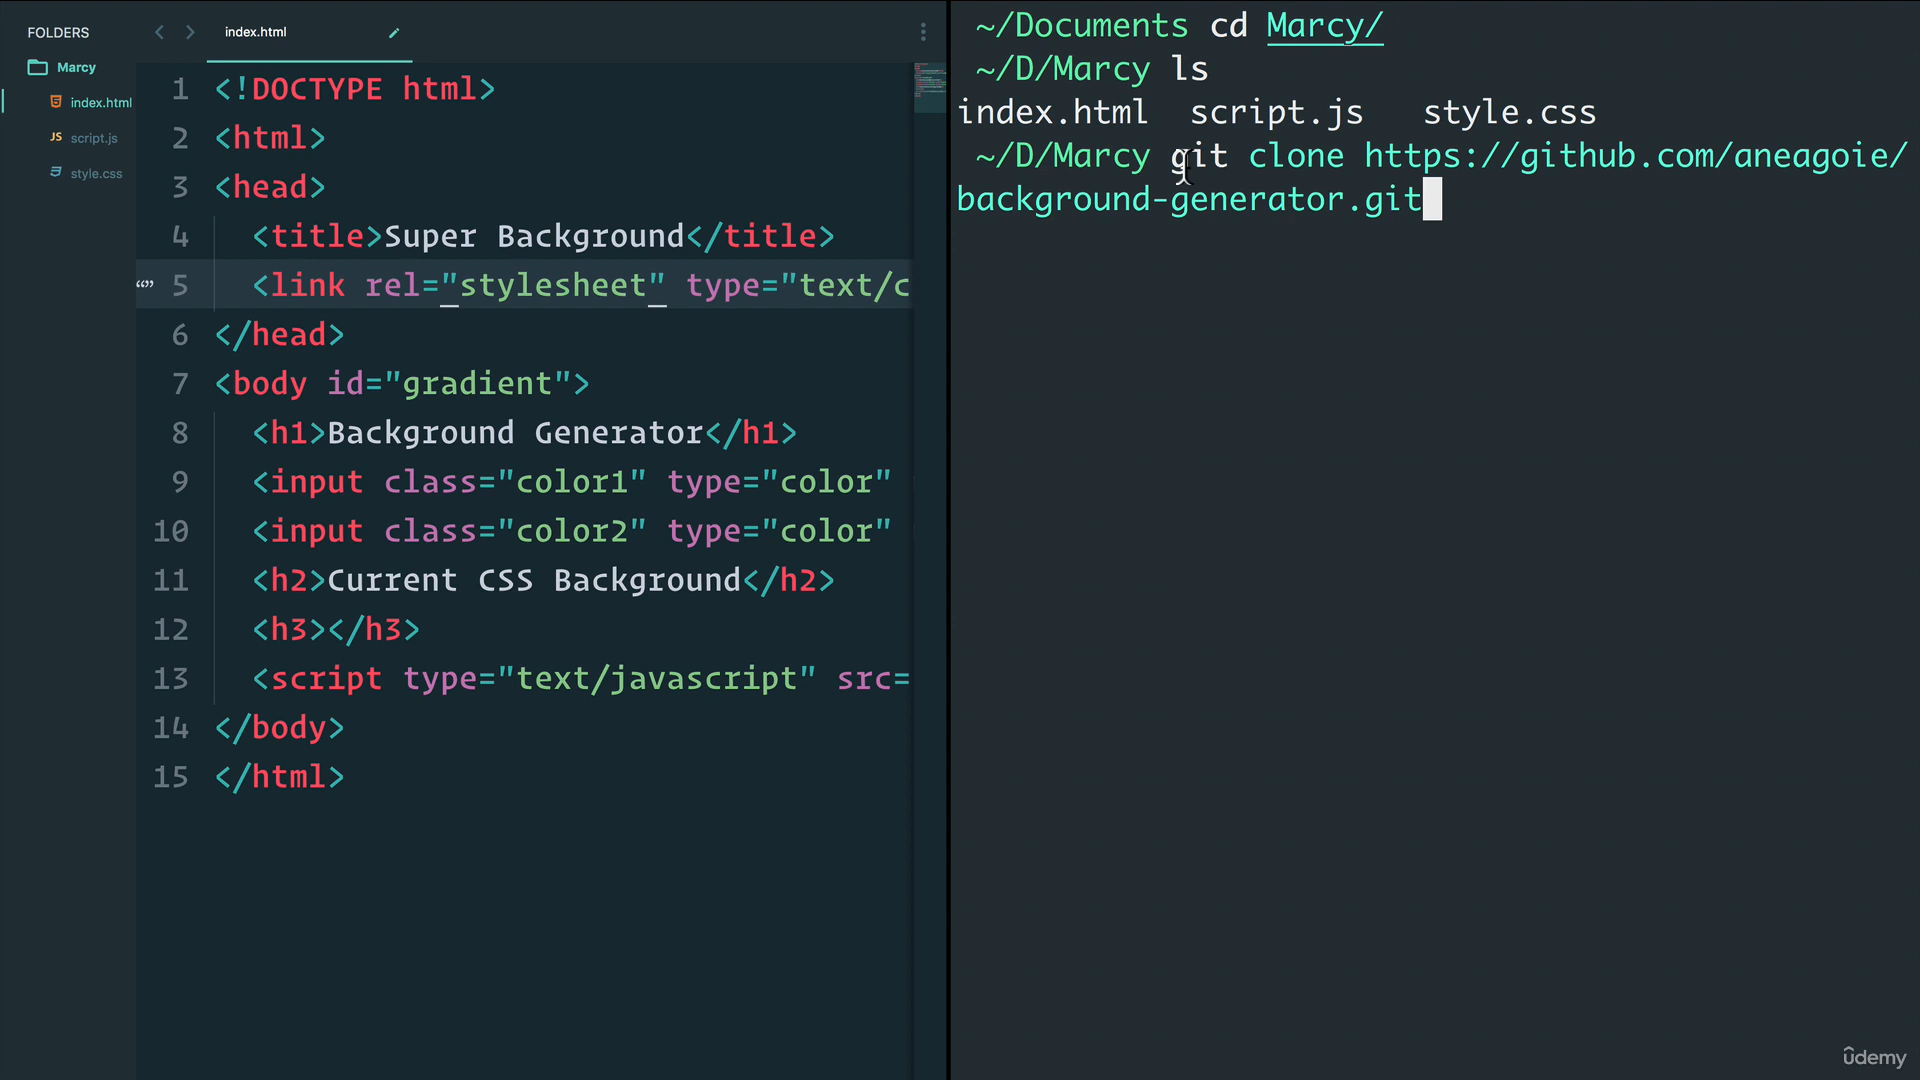 FOLDERS
Marcy
index.html
script.js
style.css
index.html
1 <!DOCTYPE html>
2 <html>
3 <head>
4 <title>Super Background</title>
5 <link rel="stylesheet" type="text/c
6 </head>
7 <body id="gradient">
8 <h1>Background Generator</h1>
9 <input class="color1" type="color"
10 <input class="color2" type="color"
11 <h2>Current CSS Background</h2>
12 <h3></h3>
13 <script type="text/javascript" src=
14 </body>
15 </html>
~/Documents cd Marcy/
~/D/Marcy ls
index.html script.js style.css
~/D/Marcy git clone https://github.com/aneagoie/
background-generator.git
JS
ûdemy